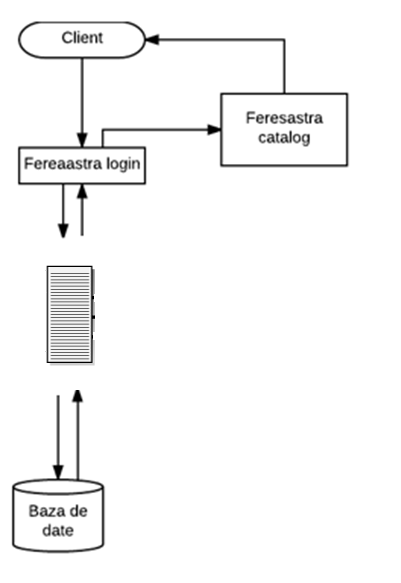 Client
Feresastra
catalog
Fereaastra login
Baza de
date